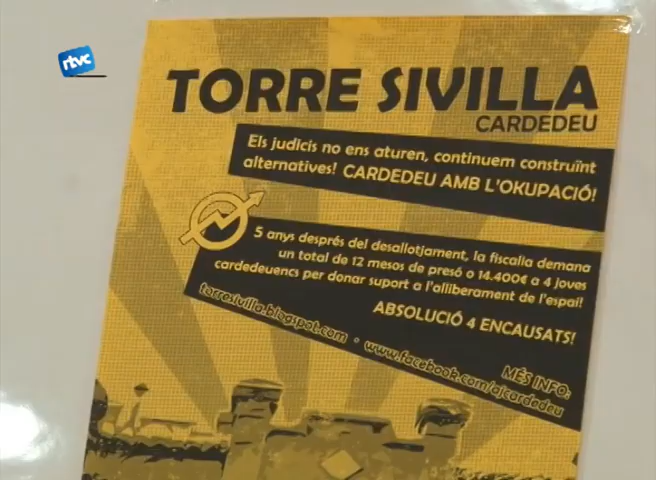 rtvc
TORRE SIVILLA
CARDEDEU
Els judicis no ens aturen, continuem construïnt
alternatives! CARDEDEU AMB L'OKUPACIÓ!
5 anys després del desallotjament, la fiscalia demana
un total de 12 mesos de presó o 14.400€ a 4 joves
cardedeuencs per donar suport a l'alliberament de l'espai!
ABSOLUCIÓ 4 ENCAUSATS!
MÉS INFO:
torresivilla.blogspot.com • www.facebook.com/ajcardedeu